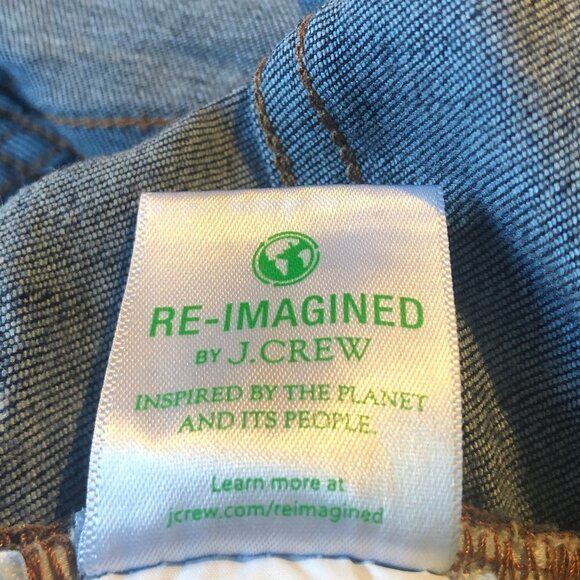 RE-IMAGINED
BY J.CREW
INSPIRED BY THE PLANET
AND ITS PEOPLE.
Learn more at
jcrew.com/reimagined